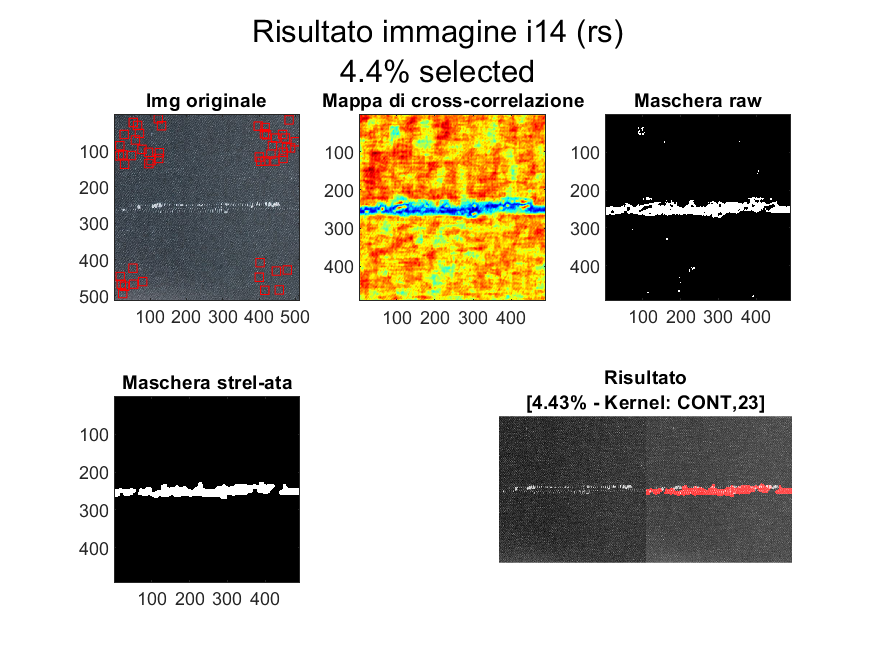 Risultato immagine i14 (rs)
4.4% selected
Img originale
100
200
300
400
500
100 200 300 400 500
Mappa di cross-correlazione
100
200
300
400
100 200 300 400
Maschera raw
100
200
300
400
100 200 300 400
Maschera strel-ata
100
200
300
400
100 200 300 400
Risultato
[4.43% - Kernel: CONT,23]